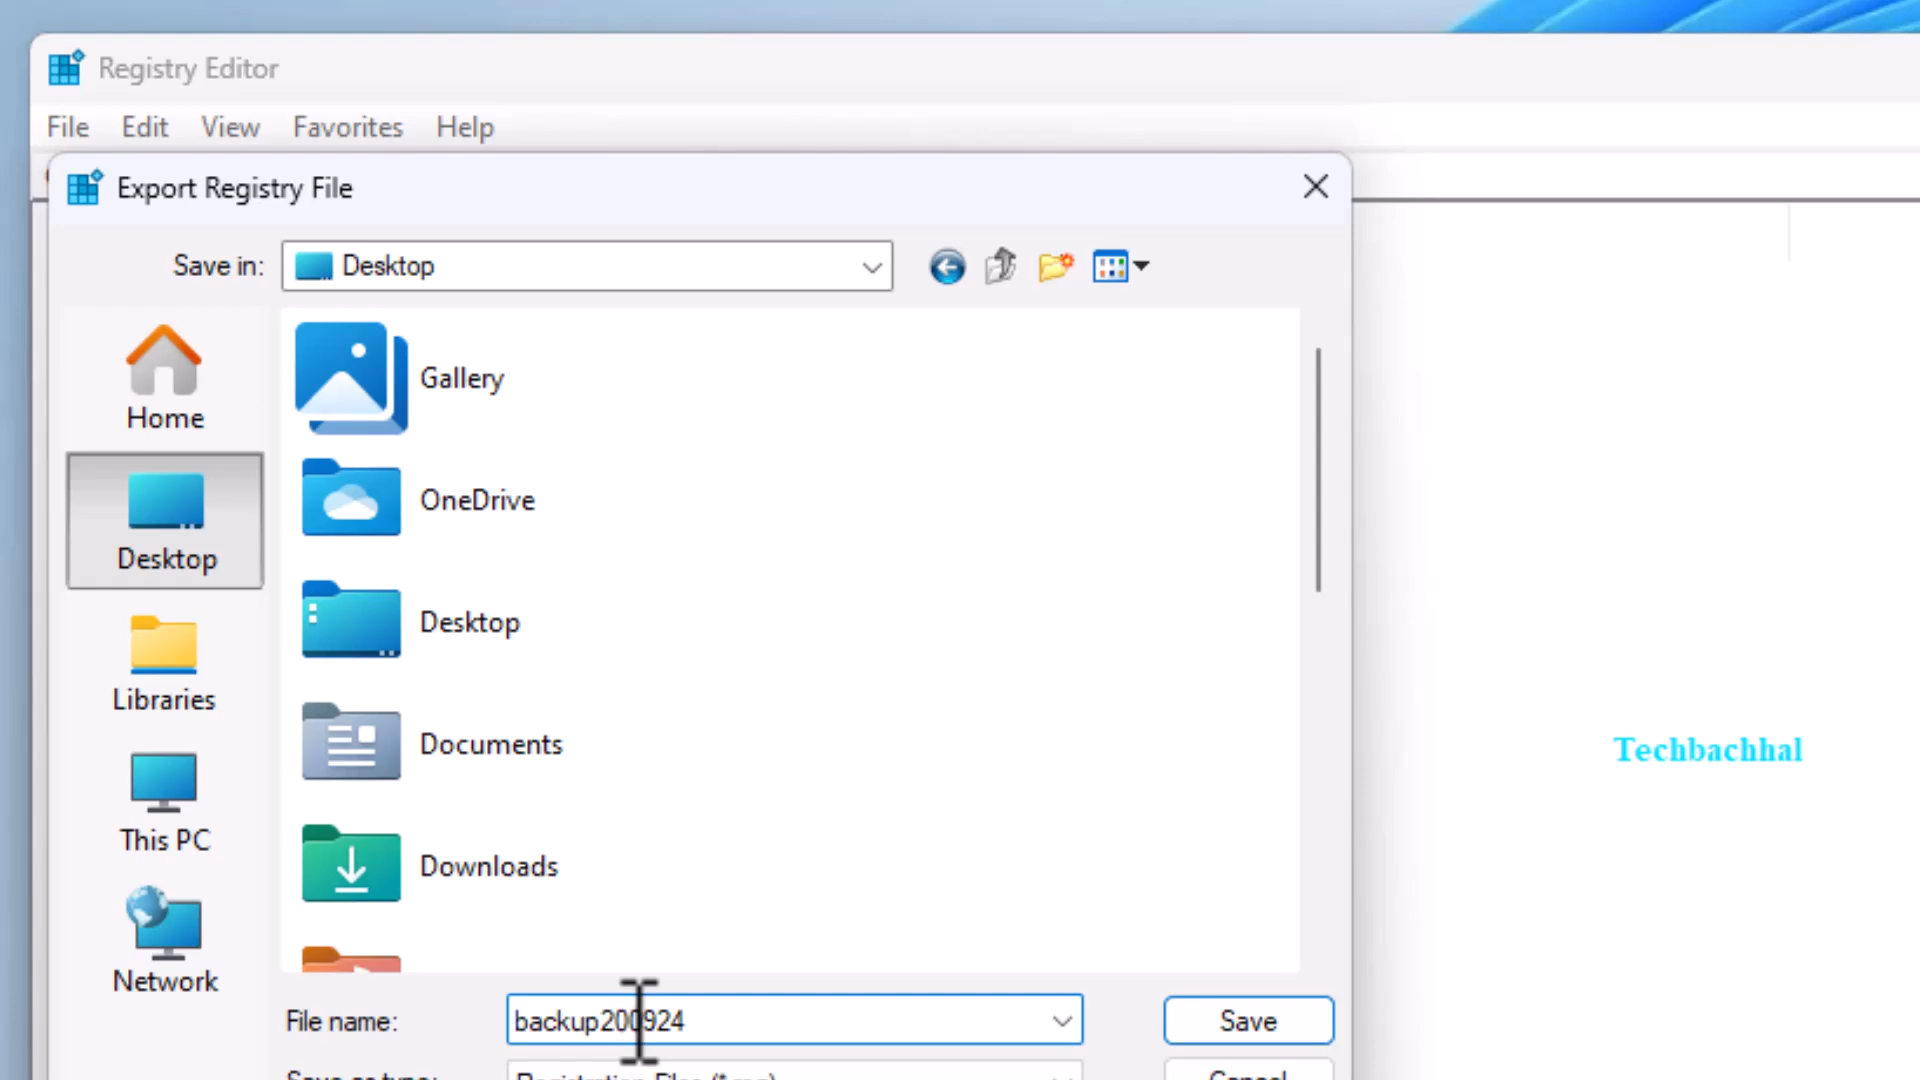 Registry Editor
File Edit View Favorites Help
Export Registry File
Save in: Desktop
Gallery
Home
OneDrive
Desktop
Desktop
Libraries
Documents
Techbachhal
This PC
Downloads
Network
File name: backup200924 Save
Save as type: Registration Files (*.reg) Cancel